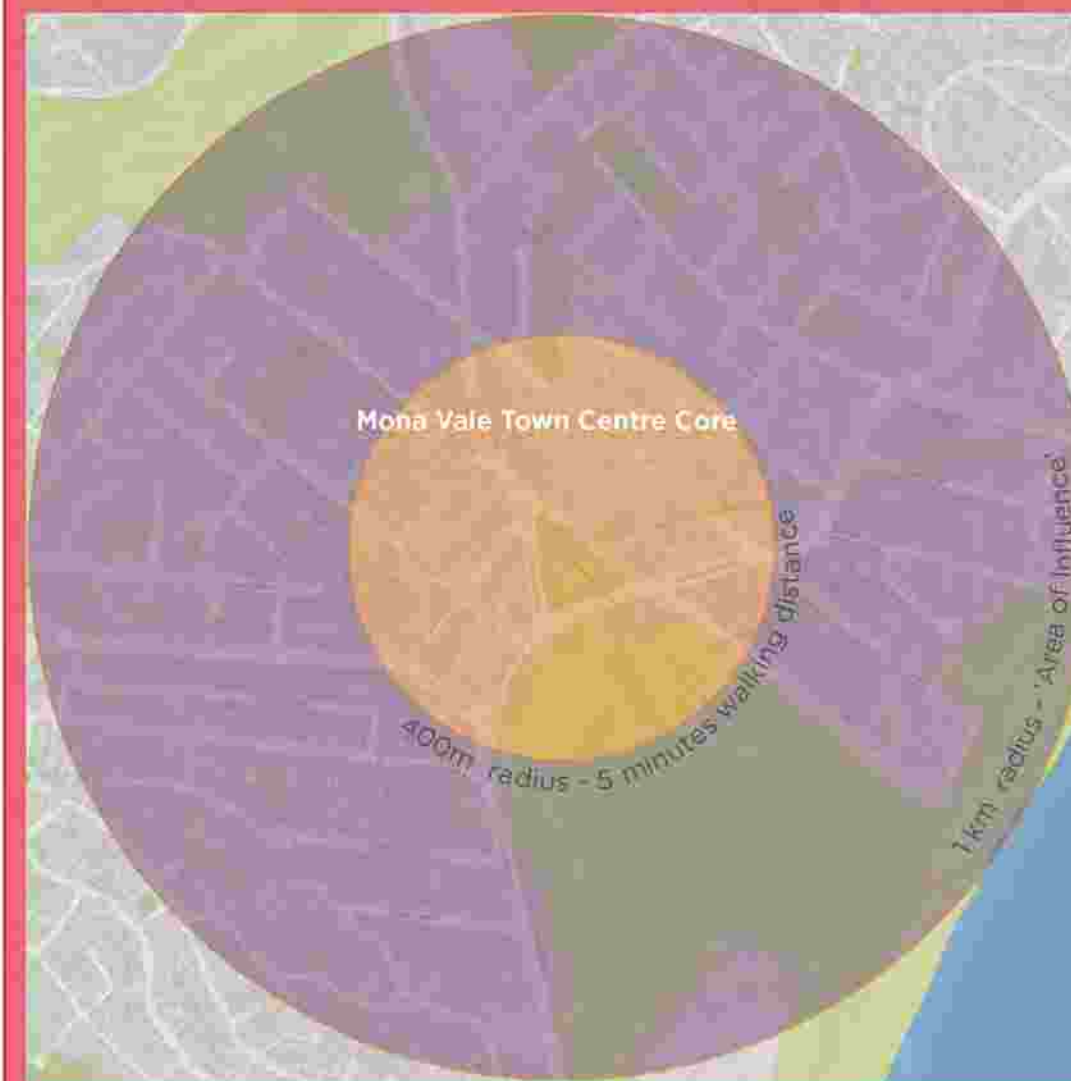 Mona Vale Town Centre Core
400m radius - 5 minutes walking distance
1km radius - 'Area of Influence'